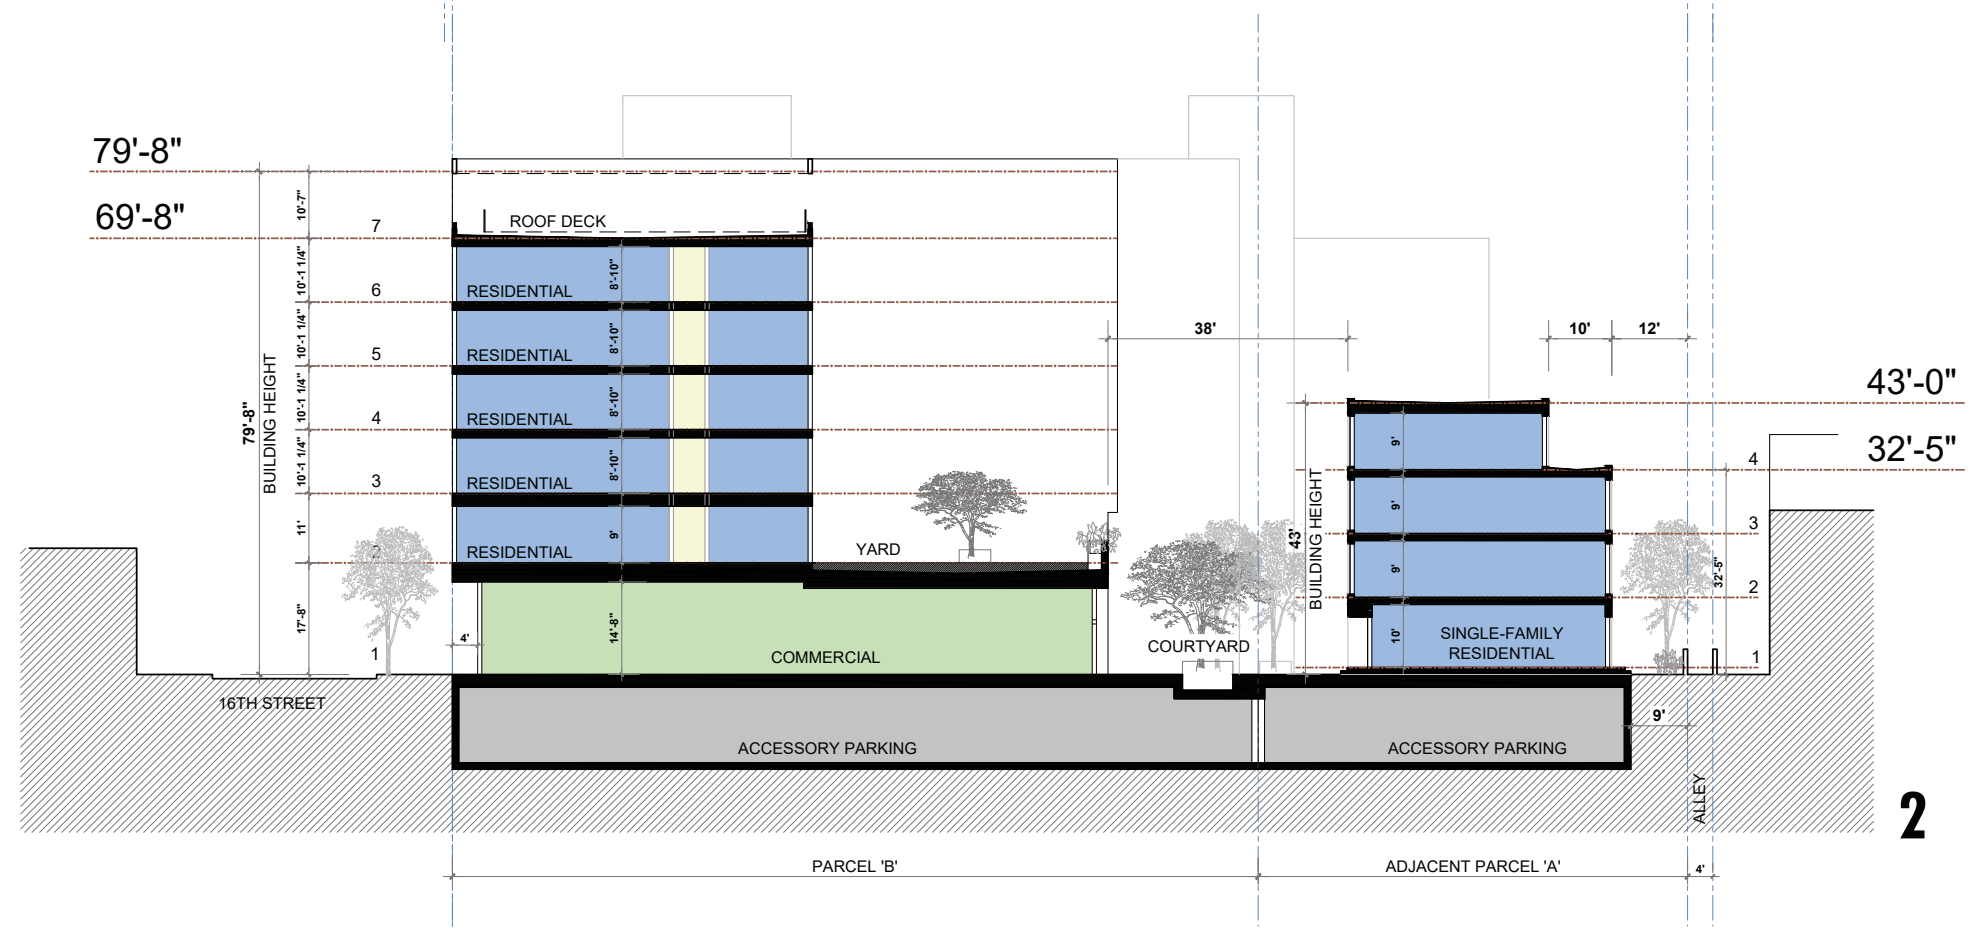 79'-8"
69'-8"
10'-7"
7
ROOF DECK
10'-1 1/4"
8'-10"
6
RESIDENTIAL
10'-1 1/4"
8'-10"
5
RESIDENTIAL
10'-1 1/4"
8'-10"
4
RESIDENTIAL
10'-1 1/4"
8'-10"
3
RESIDENTIAL
79'-8"
BUILDING HEIGHT
11'
9'
2
RESIDENTIAL
YARD
17'-8"
14'-8"
4'
1
COMMERCIAL
COURTYARD
16TH STREET
ACCESSORY PARKING
ACCESSORY PARKING
38'
10'
12'
43'-0"
32'-5"
9'
4
9'
3
9'
2
43'
BUILDING HEIGHT
32'-5"
10'
SINGLE-FAMILY
RESIDENTIAL
1
9'
ALLEY
2
PARCEL 'B'
ADJACENT PARCEL 'A'
4'